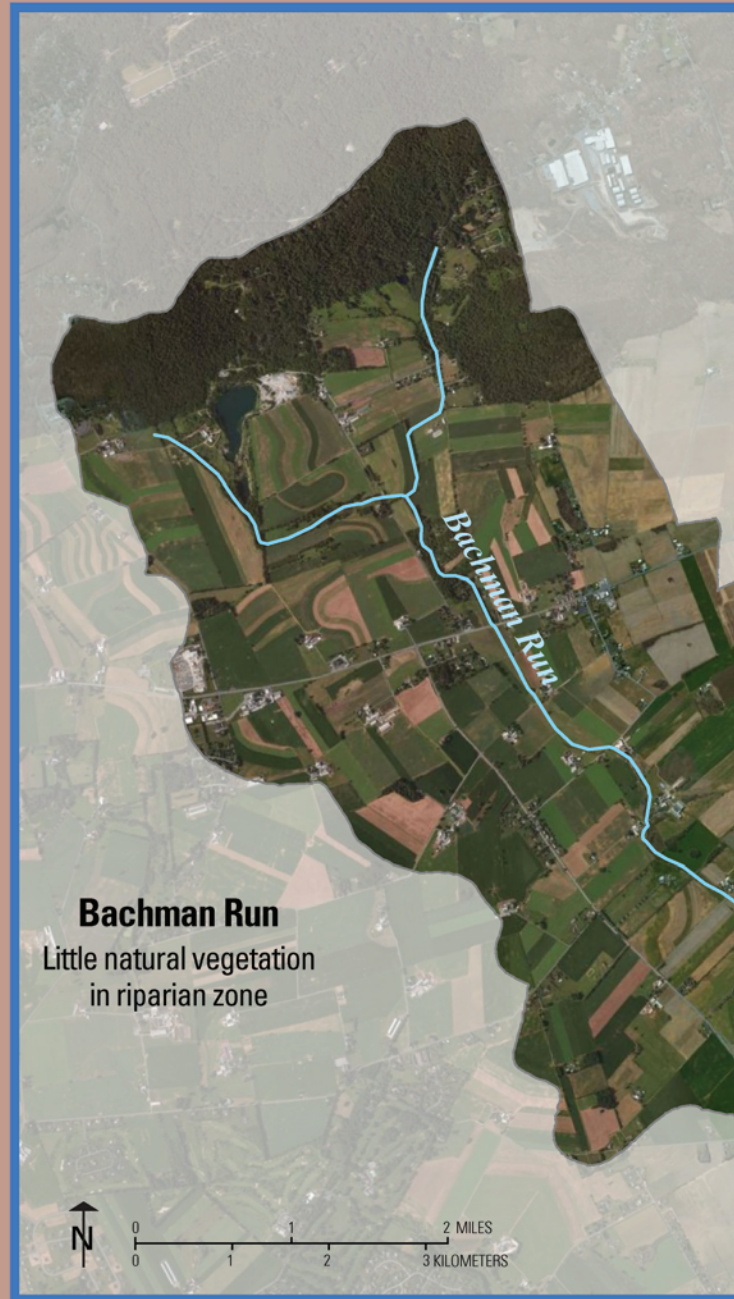 Bachman Run
Bachman Run
Little natural vegetation
in riparian zone
N
0 1 2 MILES
0 1 2 3 KILOMETERS